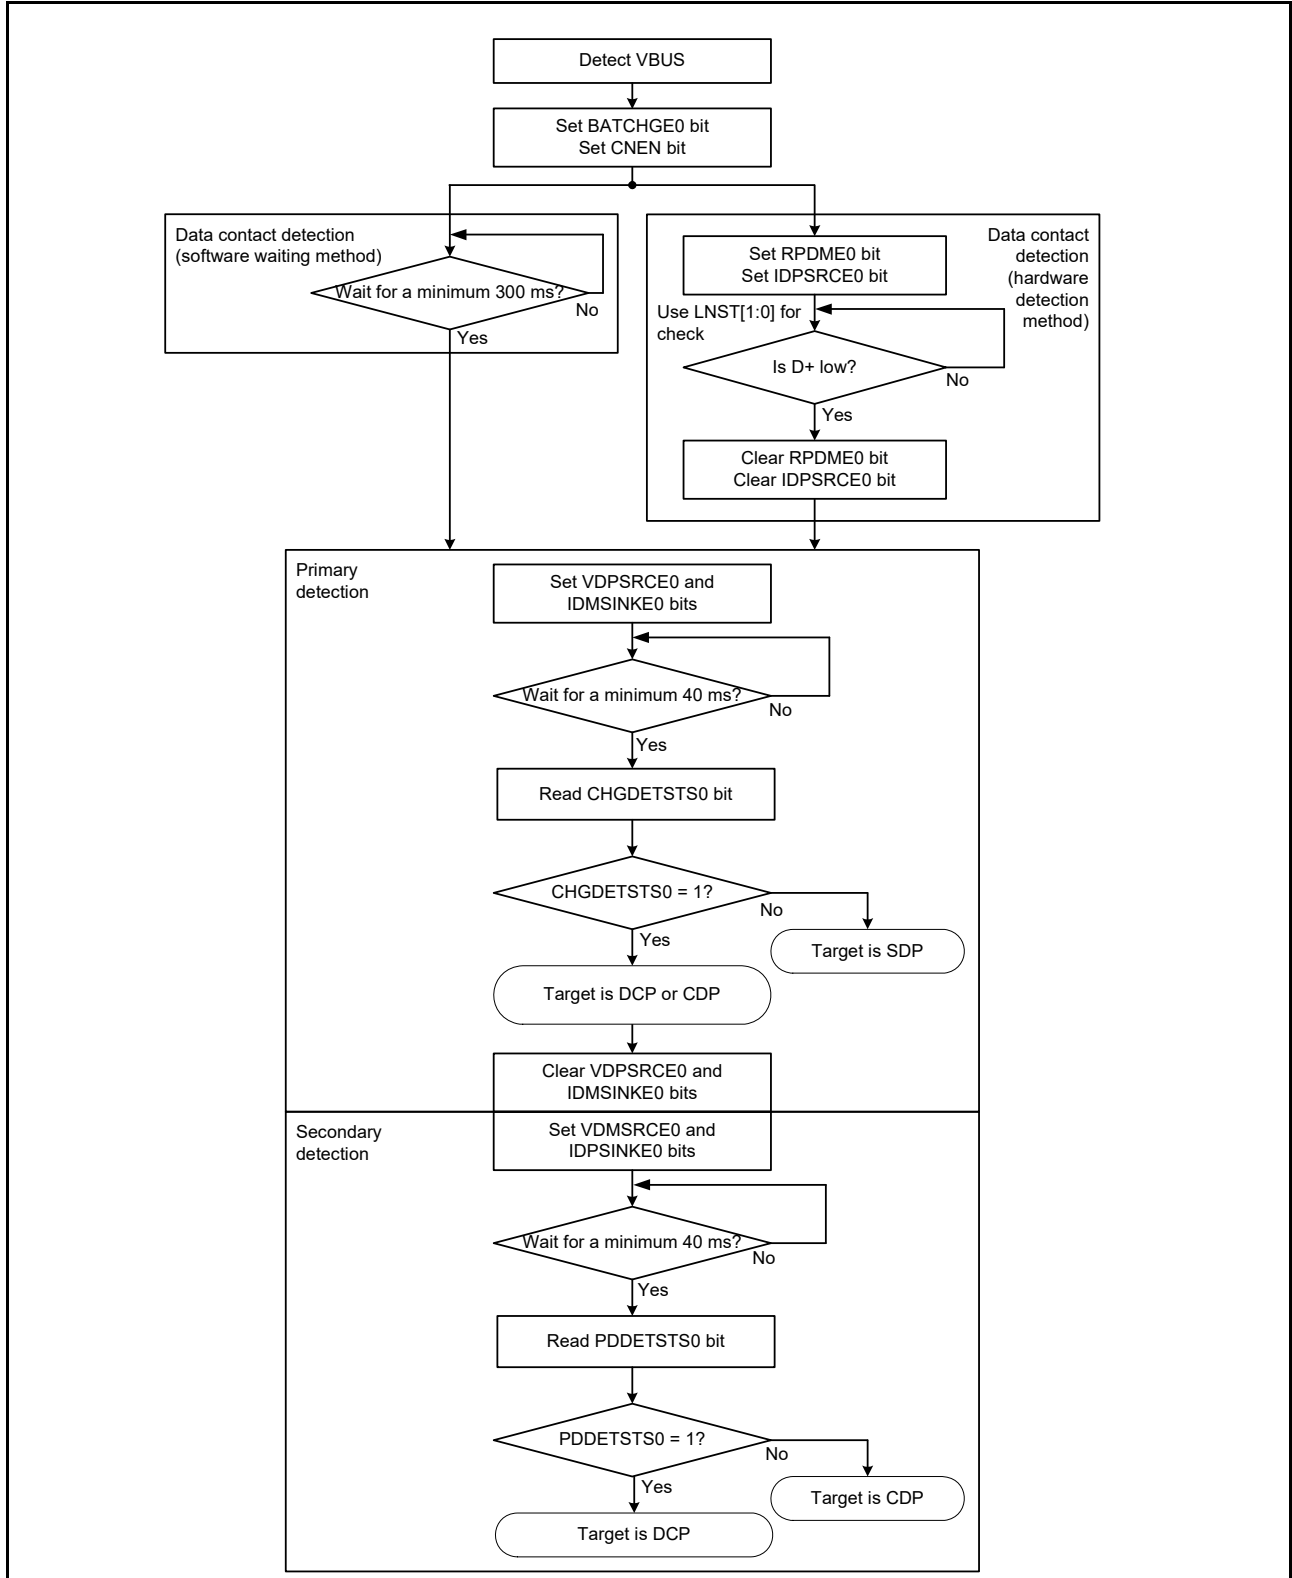 Detect VBUS
Set BATCHGE0 bit
Set CNEN bit
Data contact detection
(software waiting method)
Wait for a minimum 300 ms?
No
Yes
Data contact
detection
(hardware
detection
method)
Set RPDME0 bit
Set IDPSRCE0 bit
Use LNST[1:0] for
check
Is D+ low?
No
Yes
Clear RPDME0 bit
Clear IDPSRCE0 bit
Primary
detection
Set VDPSRCE0 and
IDMSINKE0 bits
Wait for a minimum 40 ms?
No
Yes
Read CHGDETSTS0 bit
CHGDETSTS0 = 1?
No
Yes
Target is SDP
Target is DCP or CDP
Clear VDPSRCE0 and
IDMSINKE0 bits
Secondary
detection
Set VDMSRCE0 and
IDPSINKE0 bits
Wait for a minimum 40 ms?
No
Yes
Read PDDETSTS0 bit
PDDETSTS0 = 1?
No
Yes
Target is CDP
Target is DCP